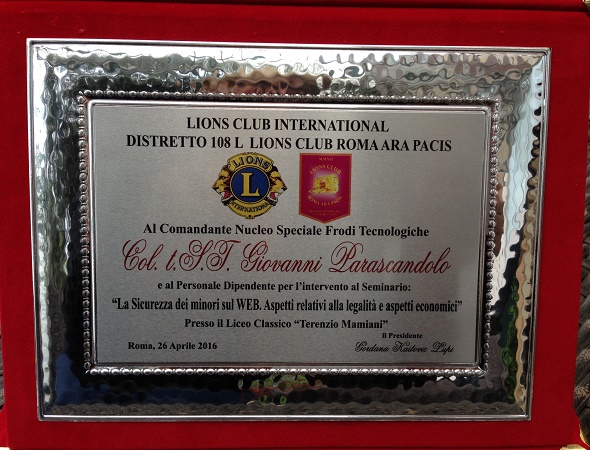 LIONS CLUB INTERNATIONAL
DISTRETTO 108 L LIONS CLUB ROMA ARA PACIS
LIONS
L
INTERNATIONAL
LIONS CLUB
ROMA ARA PACIS
Al Comandante Nucleo Speciale Frodi Tecnologiche
Col. t.S.T. Giovanni Parascandolo
e al Personale Dipendente per l'intervento al Seminario:
"La Sicurezza dei minori sul WEB. Aspetti relativi alla legalità e aspetti economici"
Presso il Liceo Classico "Terenzio Mamiani"
Il Presidente
Roma, 26 Aprile 2016
Gordana Kailovic Lupi